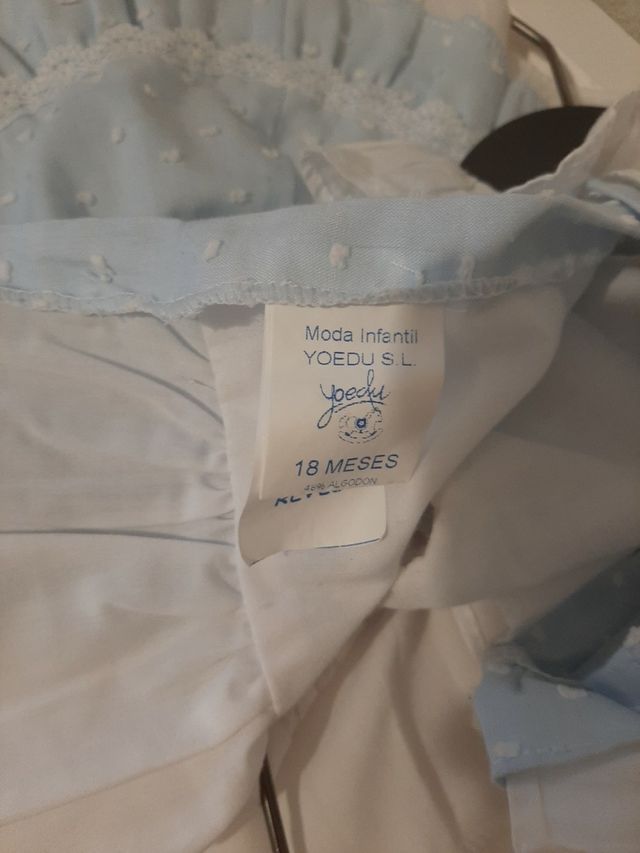 Moda Infantil
YOEDU S.L.
yoedu
18 MESES
46% ALGODON